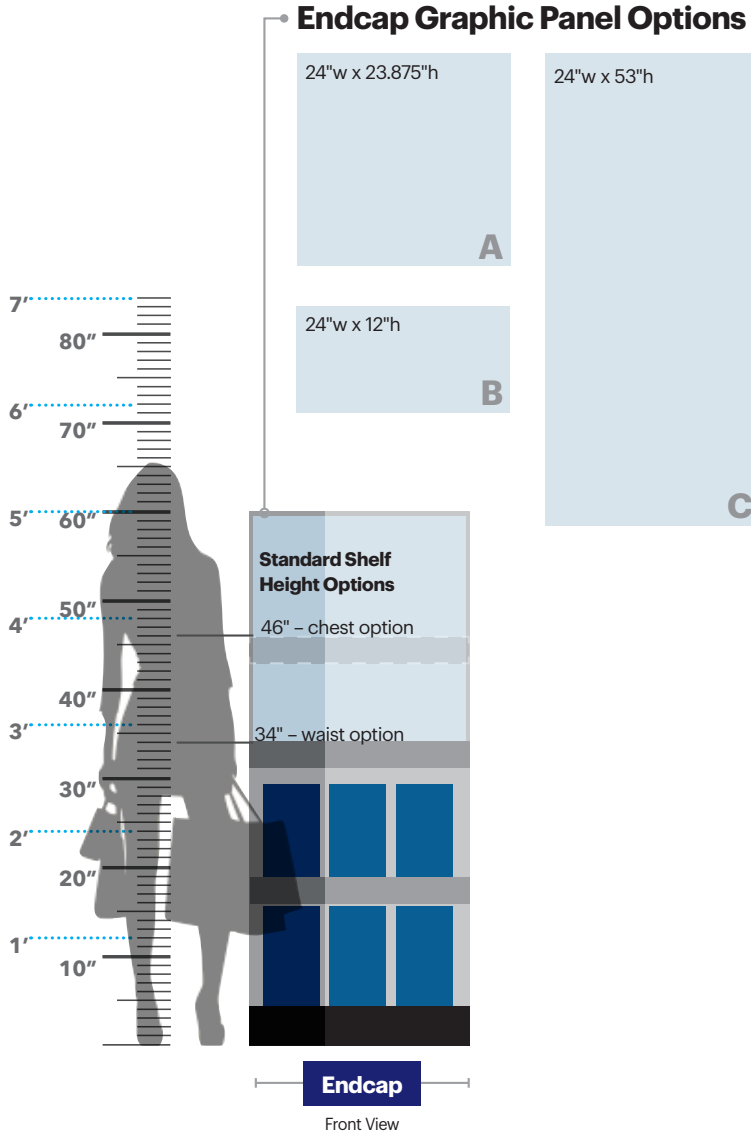 Endcap Graphic Panel Options
24"w x 23.875"h
A
24"w x 53"h
C
24"w x 12"h
B
7’
80”
6’
70”
5’
60”
50”
4’
40”
3’
30”
2’
20”
1’
10”
Standard Shelf
Height Options
46" – chest option
34" – waist option
Endcap
Front View